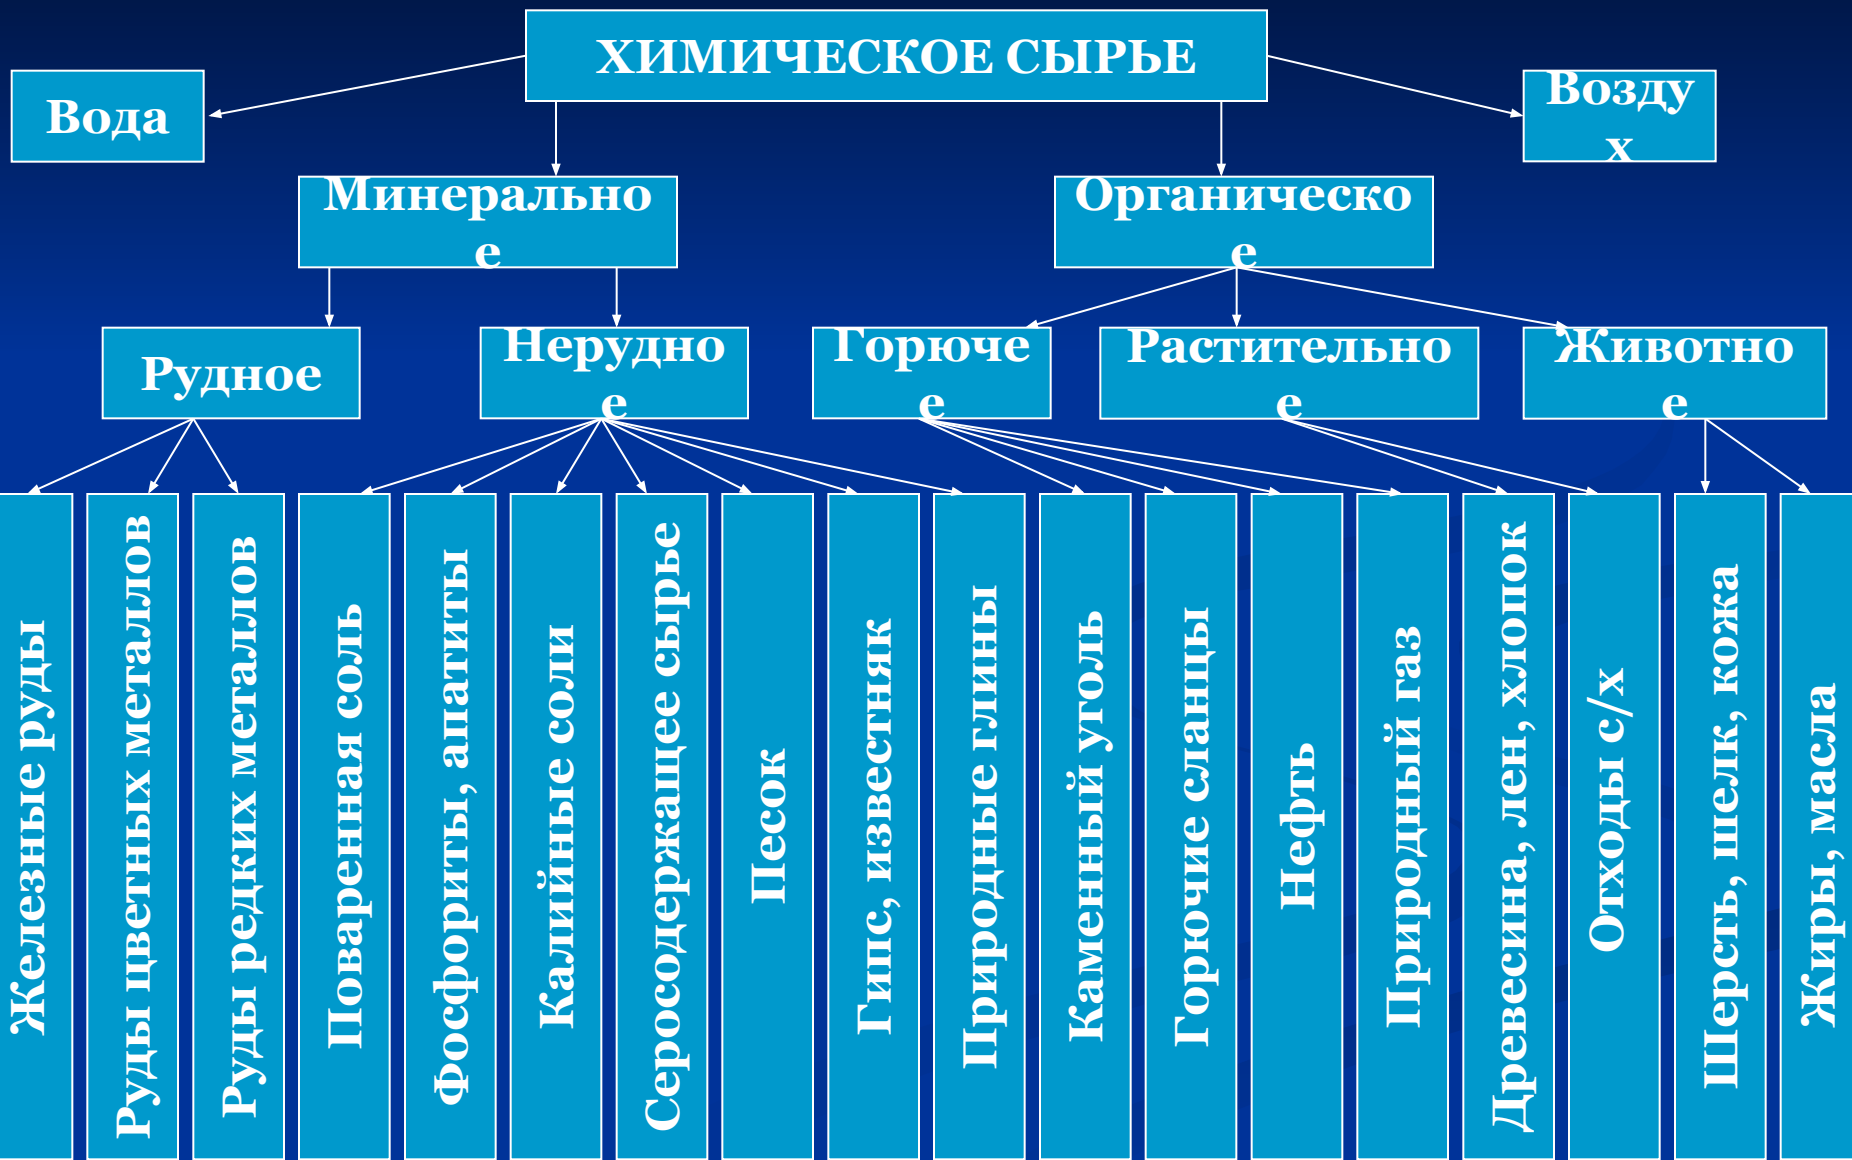 ХИМИЧЕСКОЕ СЫРЬЕ
Вода
Возду
х
Минерально
е
Органическо
е
Рудное
Нерудно
е
Горюче
е
Растительно
е
Животно
е
Железные руды
Руды цветных металлов
Руды редких металлов
Поваренная соль
Фосфориты, апатиты
Калийные соли
Серосодержащее сырье
Песок
Гипс, известняк
Природные глины
Каменный уголь
Горючие сланцы
Нефть
Природный газ
Древесина, лен, хлопок
Отходы с/х
Шерсть, шелк, кожа
Жиры, масла